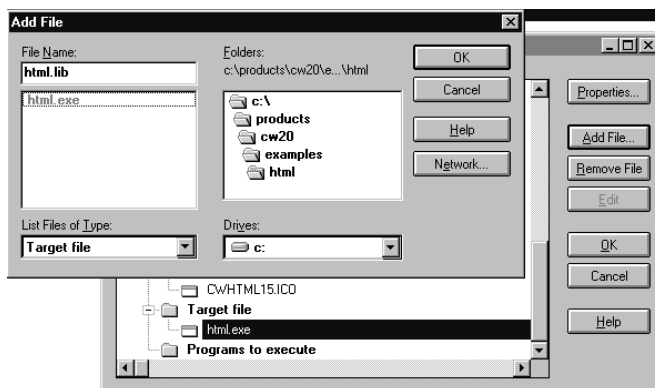 Add File
File Name:
html.lib
html.exe
List Files of Type:
Target file
Folders:
c:\products\cw20\e...\html
c:\
products
cw20
examples
html
Drives:
c:
OK
Cancel
Help
Network...
Properties...
Add File...
Remove File
Edit
OK
Cancel
Help
CWHTML15.ICO
Target file
html.exe
Programs to execute